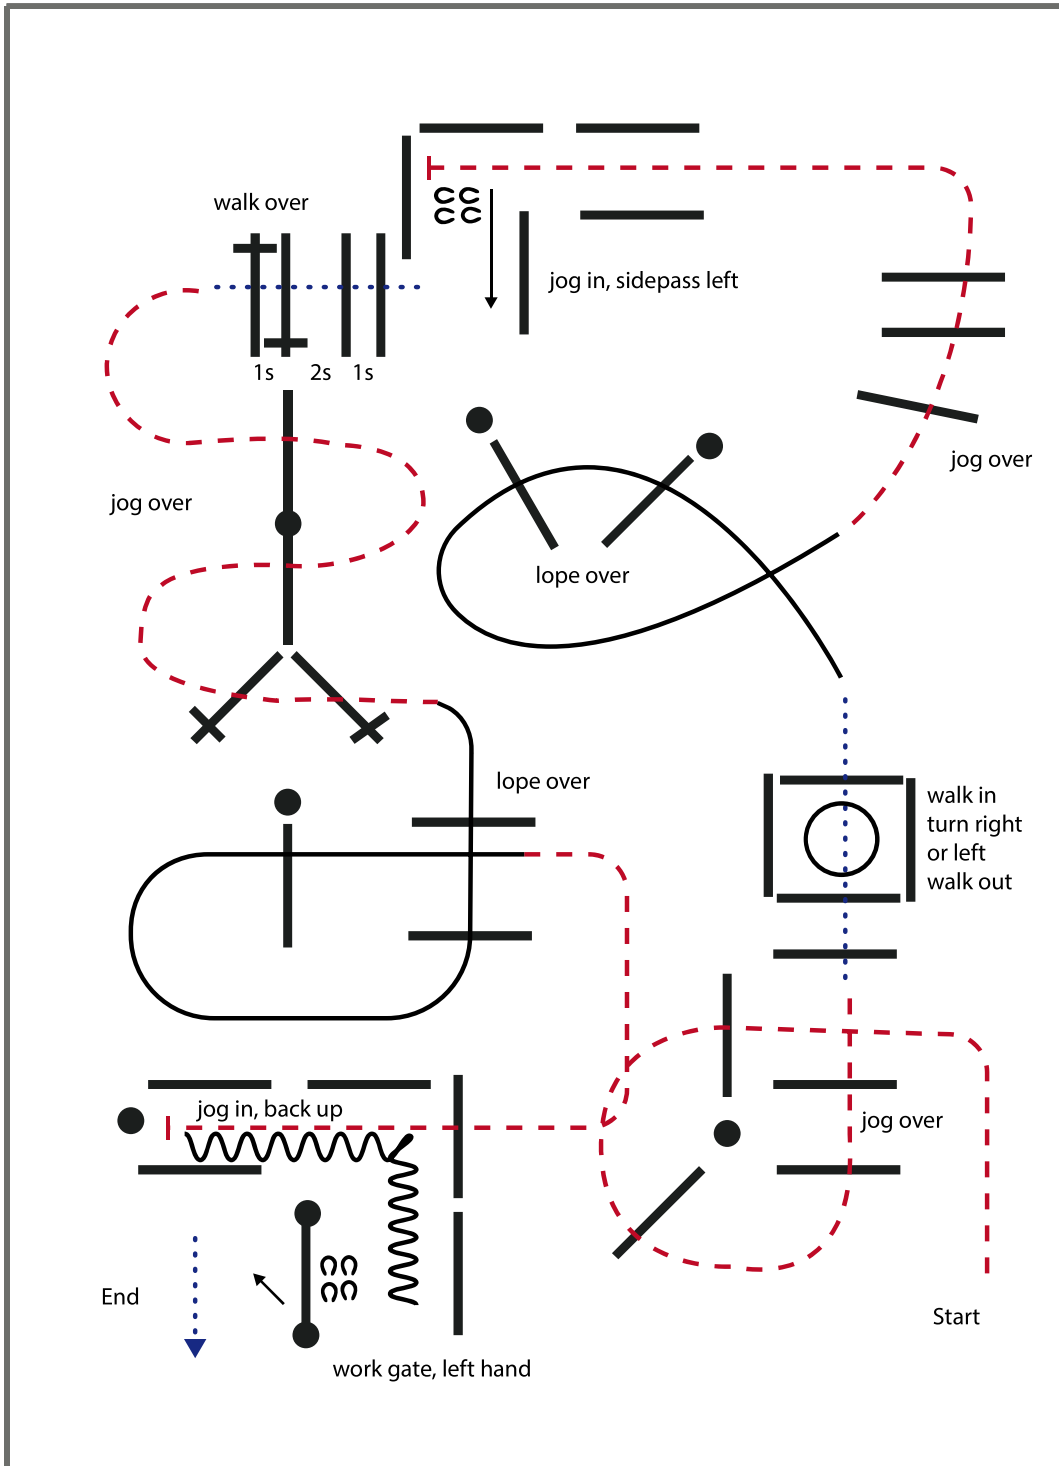 walk over
jog in, sidepass left
1s 2s 1s
jog over
jog over
lope over
lope over
walk in
turn right
or left
walk out
jog in, back up
jog over
End
Start
work gate, left hand